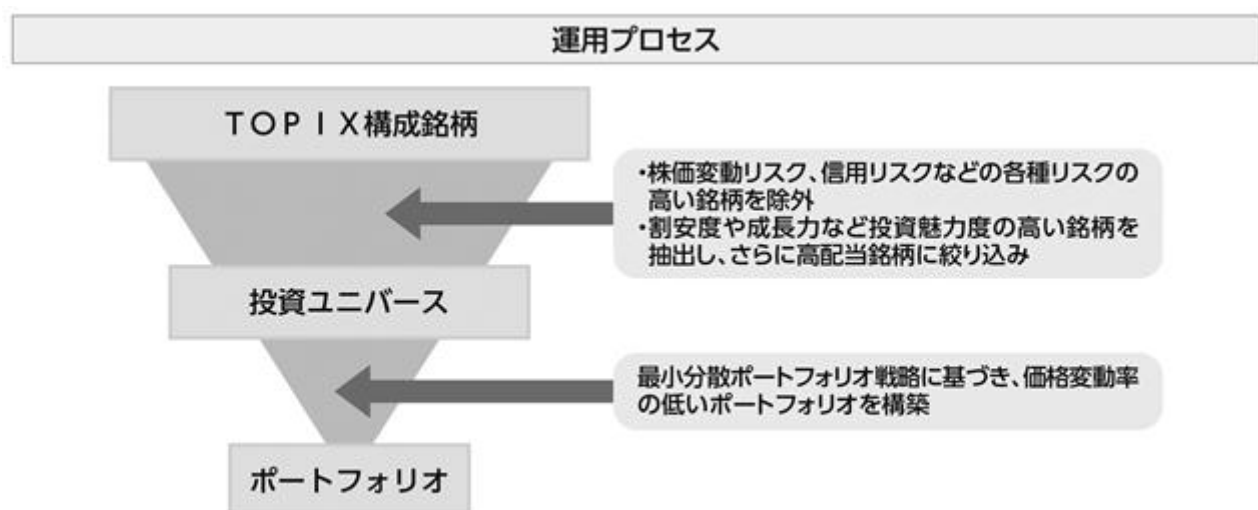 運用プロセス
ＴＯＰＩＸ構成銘柄
・株価変動リスク、信用リスクなどの各種リスクの
高い銘柄を除外
・割安度や成長力など投資魅力度の高い銘柄を
抽出し、さらに高配当銘柄に絞り込み
投資ユニバース
最小分散ポートフォリオ戦略に基づき、価格変動率
の低いポートフォリオを構築
ポートフォリオ